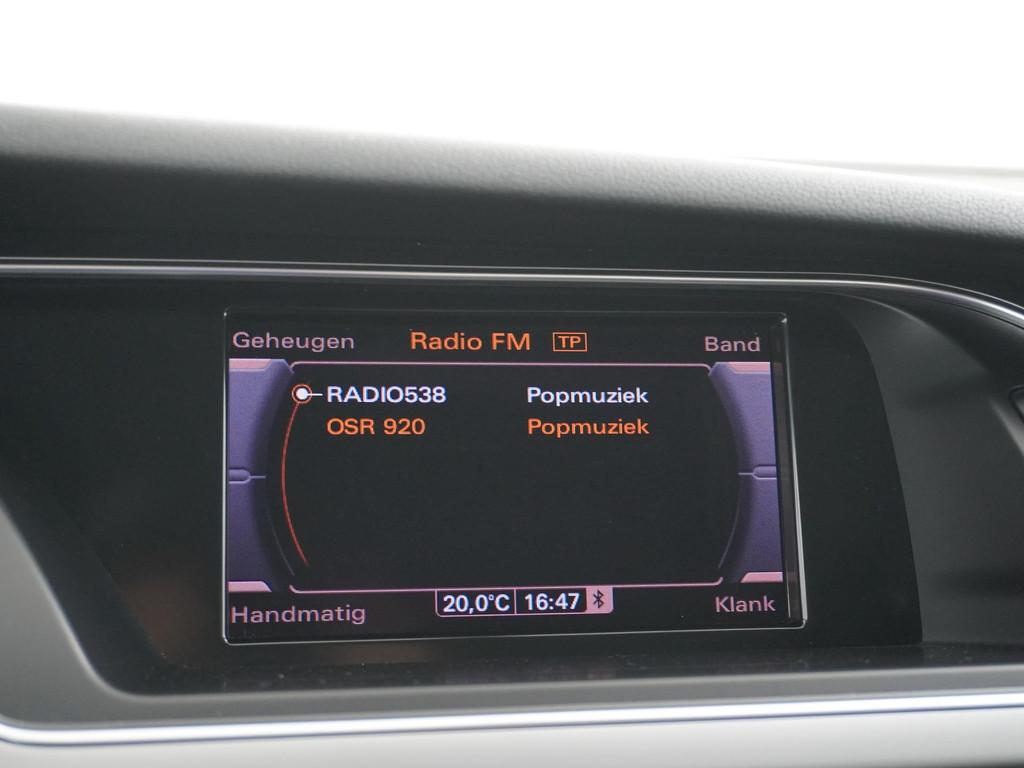 Geheugen Radio FM TP Band
RADIO538 Popmuziek
OSR 920 Popmuziek
Handmatig 20,0°C 16:47 Klank